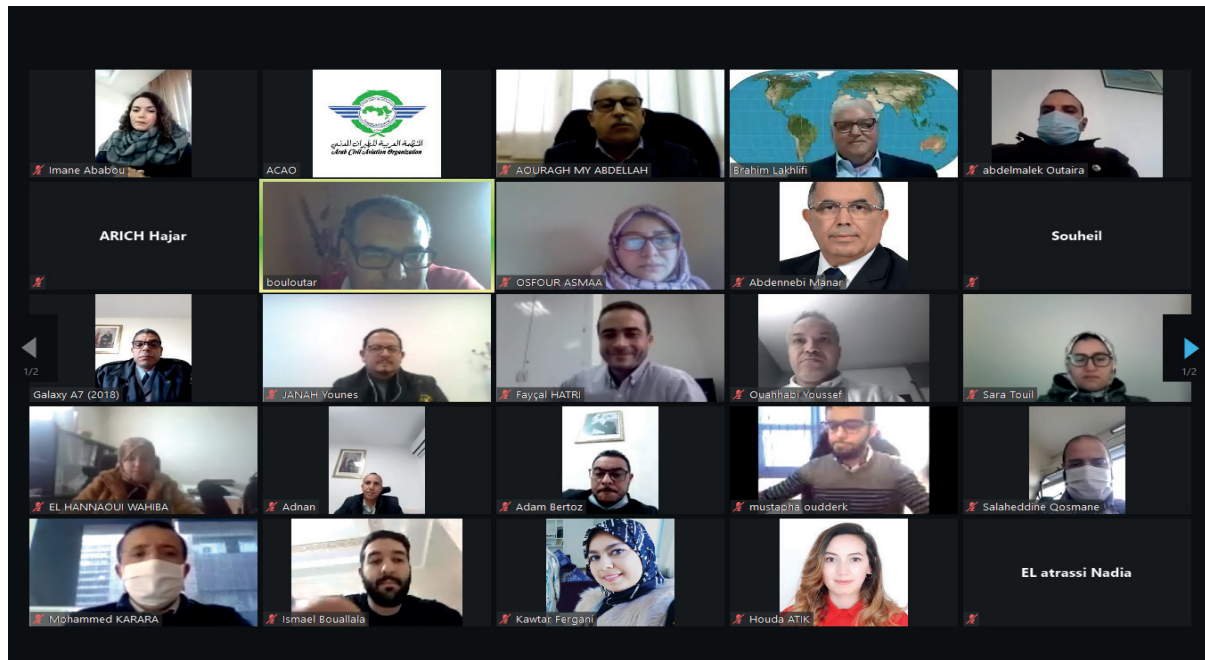 Imane Ababou
المنظمة العربية للطيران المدني
Arab Civil Aviation Organization
ACAO
AOURAGH MY ABDELLAH
Brahim Lakhlifi
abdelmalek Outaira
ARICH Hajar
bouloutar
OSFOUR ASMAA
Abdennebi Manar
Souheil
1/2
Galaxy A7 (2018)
JANAH Younes
Fayçal HATRI
Ouahhabi Youssef
Sara Touil
1/2
EL HANNAOUI WAHIBA
Adnan
Adam Bertoz
mustapha oudderk
Salaheddine Qosmane
Mohammed KARARA
Ismael Bouallala
Kawtar Fergani
Houda ATIK
EL atrassi Nadia